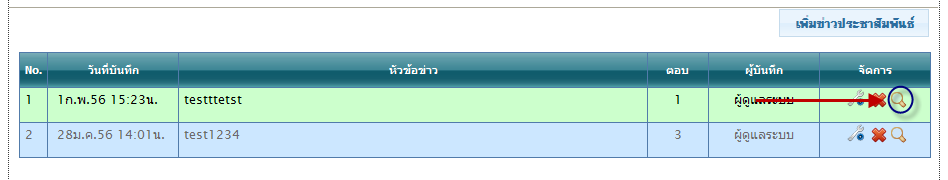 เพิ่มข่าวประชาสัมพันธ์
No. วันที่บันทึก หัวข้อข่าว ตอบ ผู้บันทึก จัดการ
1 1ก.พ.56 15:23น. testttetst 1 ผู้ดูแลระบบ
2 28ม.ค.56 14:01น. test1234 3 ผู้ดูแลระบบ